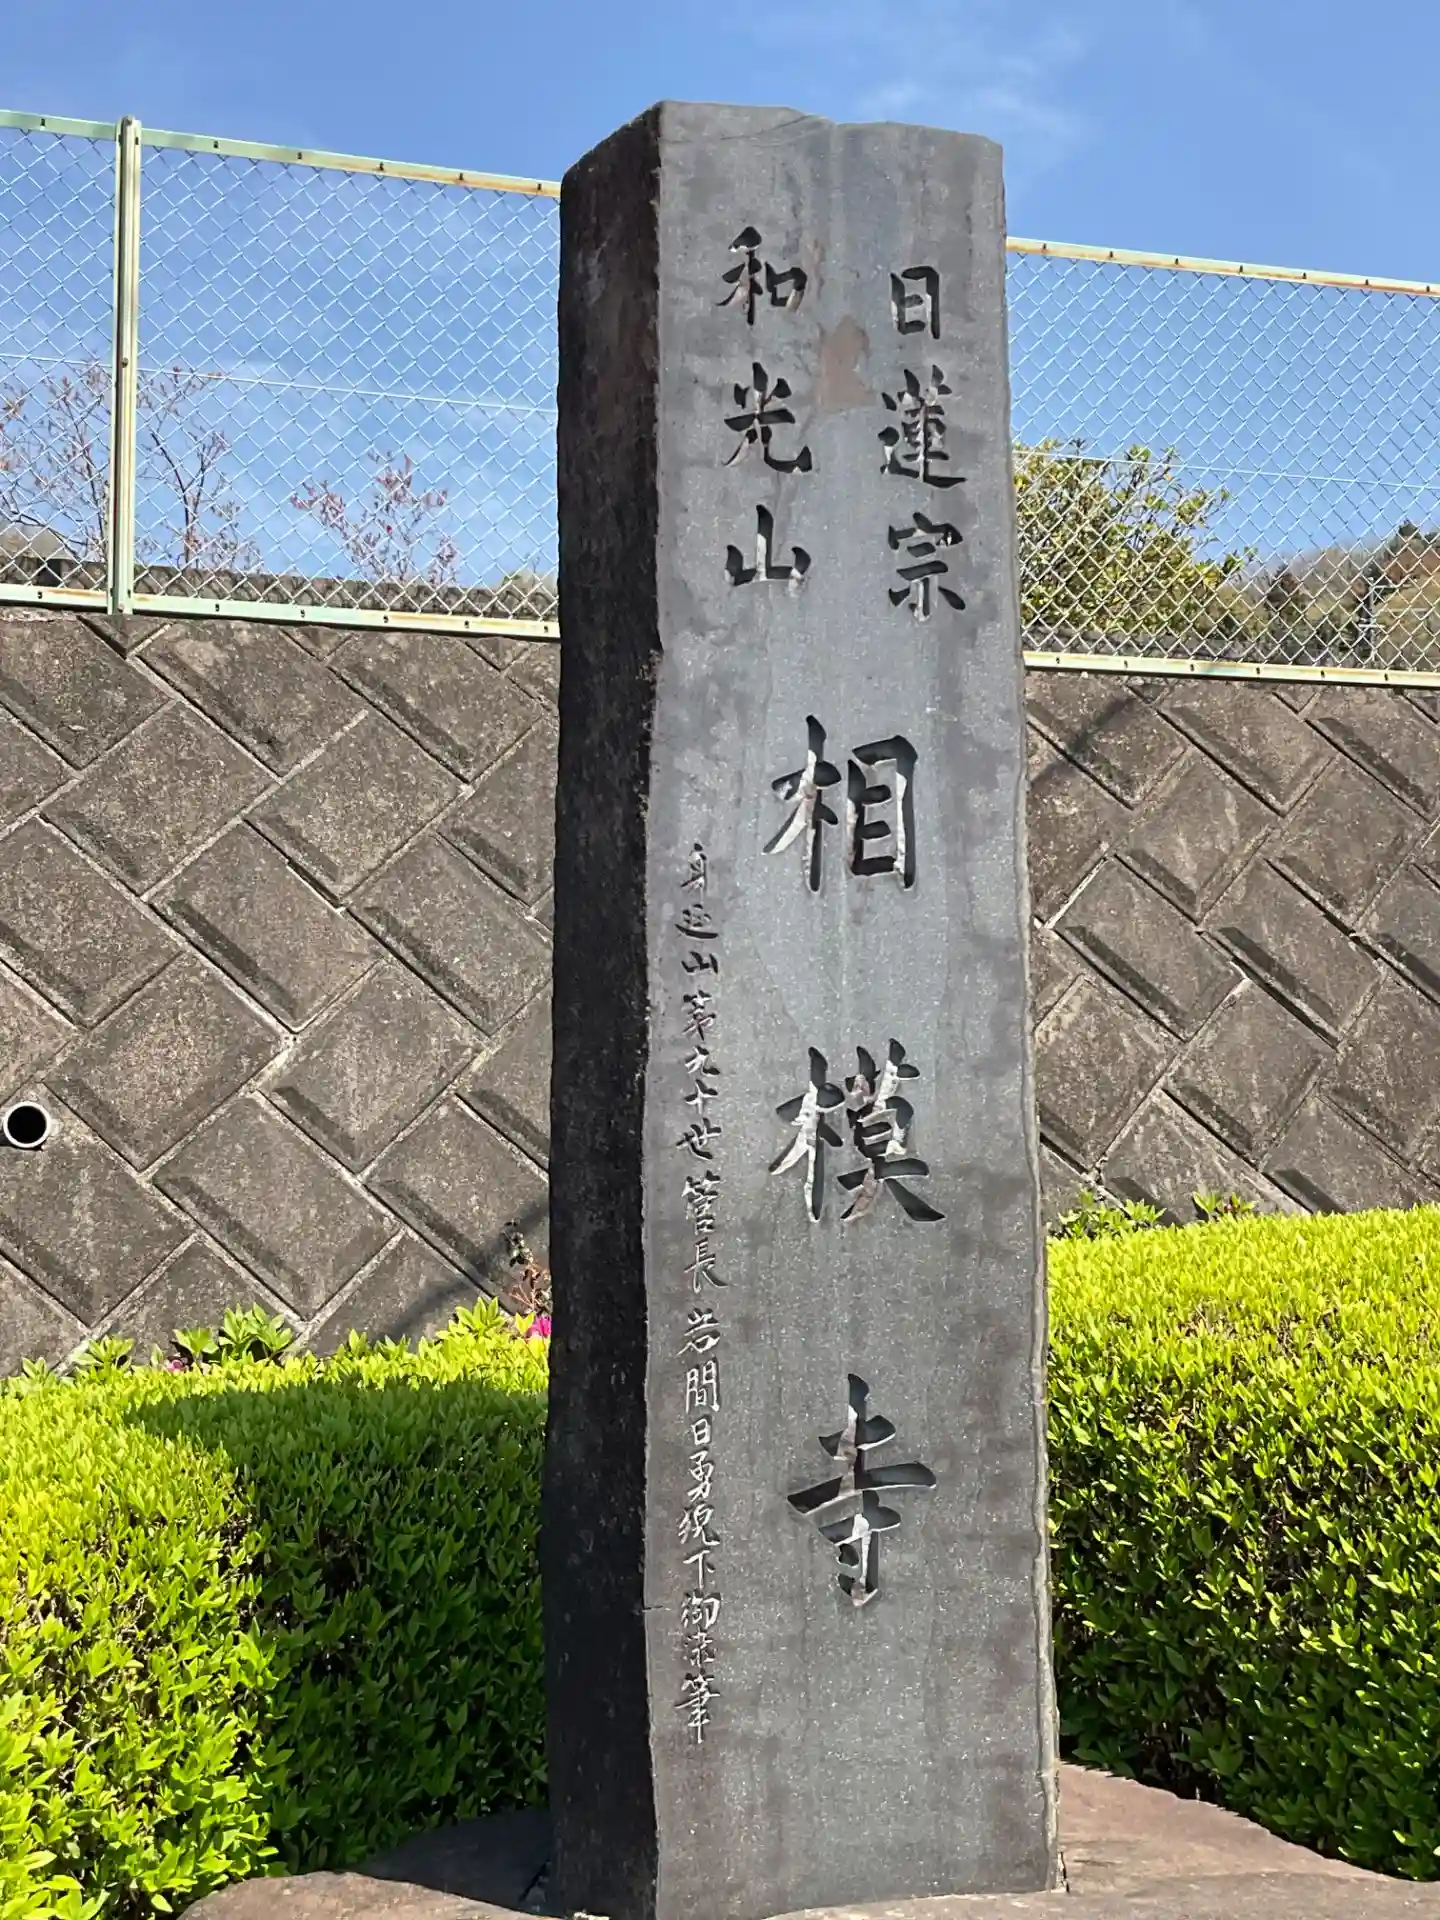 日蓮宗
和光山
相模寺
身延山第九十世管長岩間日勇猊下御染筆